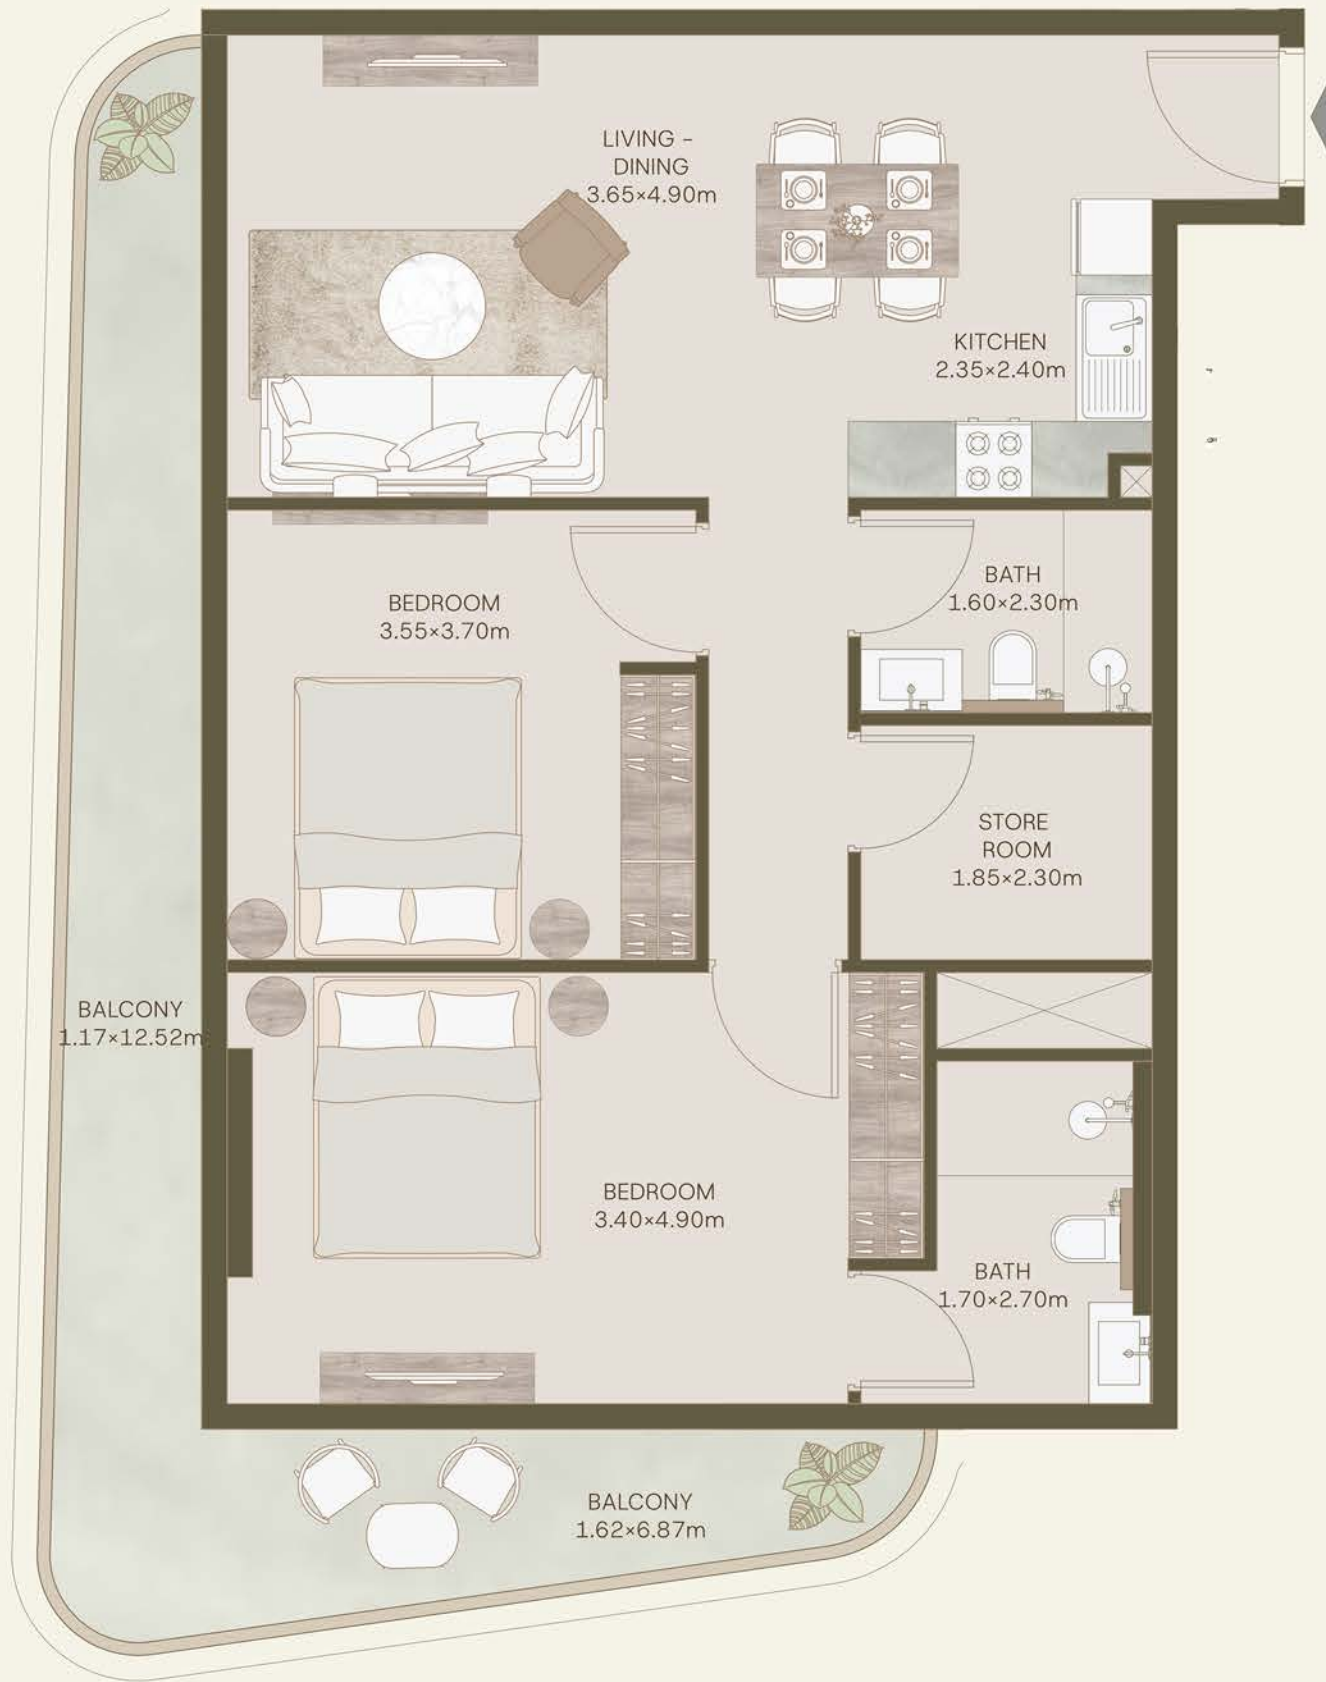 LIVING –
DINING
3.65×4.90m
KITCHEN
2.35×2.40m
BATH
1.60×2.30m
BEDROOM
3.55×3.70m
STORE
ROOM
1.85×2.30m
BALCONY
1.17×12.52m
BEDROOM
3.40×4.90m
BATH
1.70×2.70m
BALCONY
1.62×6.87m